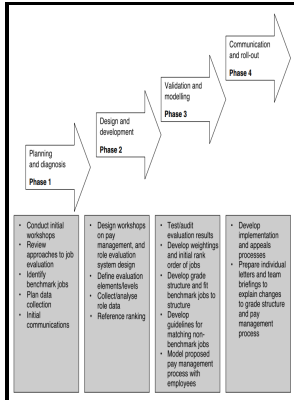 Communication
and roll-out
Phase 4
Validation and
modelling
Phase 3
Design and
development
Phase 2
Planning
and diagnosis
Phase 1
• Conduct initial
workshops
• Review
approaches to job
evaluation
• Identify
benchmark jobs
• Plan data
collection
• Initial
communications
• Design workshops
on pay
management, and
role evaluation
system design
• Define evaluation
elements/levels
• Collect/analyse
role data
• Reference ranking
• Test/audit
evaluation results
• Develop weightings
and initial rank
order of jobs
• Develop grade
structure and fit
benchmark jobs to
structure
• Develop
guidelines for
matching non-
benchmark jobs
• Model proposed
pay management
process with
employees
• Develop
implementation
and appeals
processes
• Prepare individual
letters and team
briefings to
explain changes
to grade structure
and pay
management
process